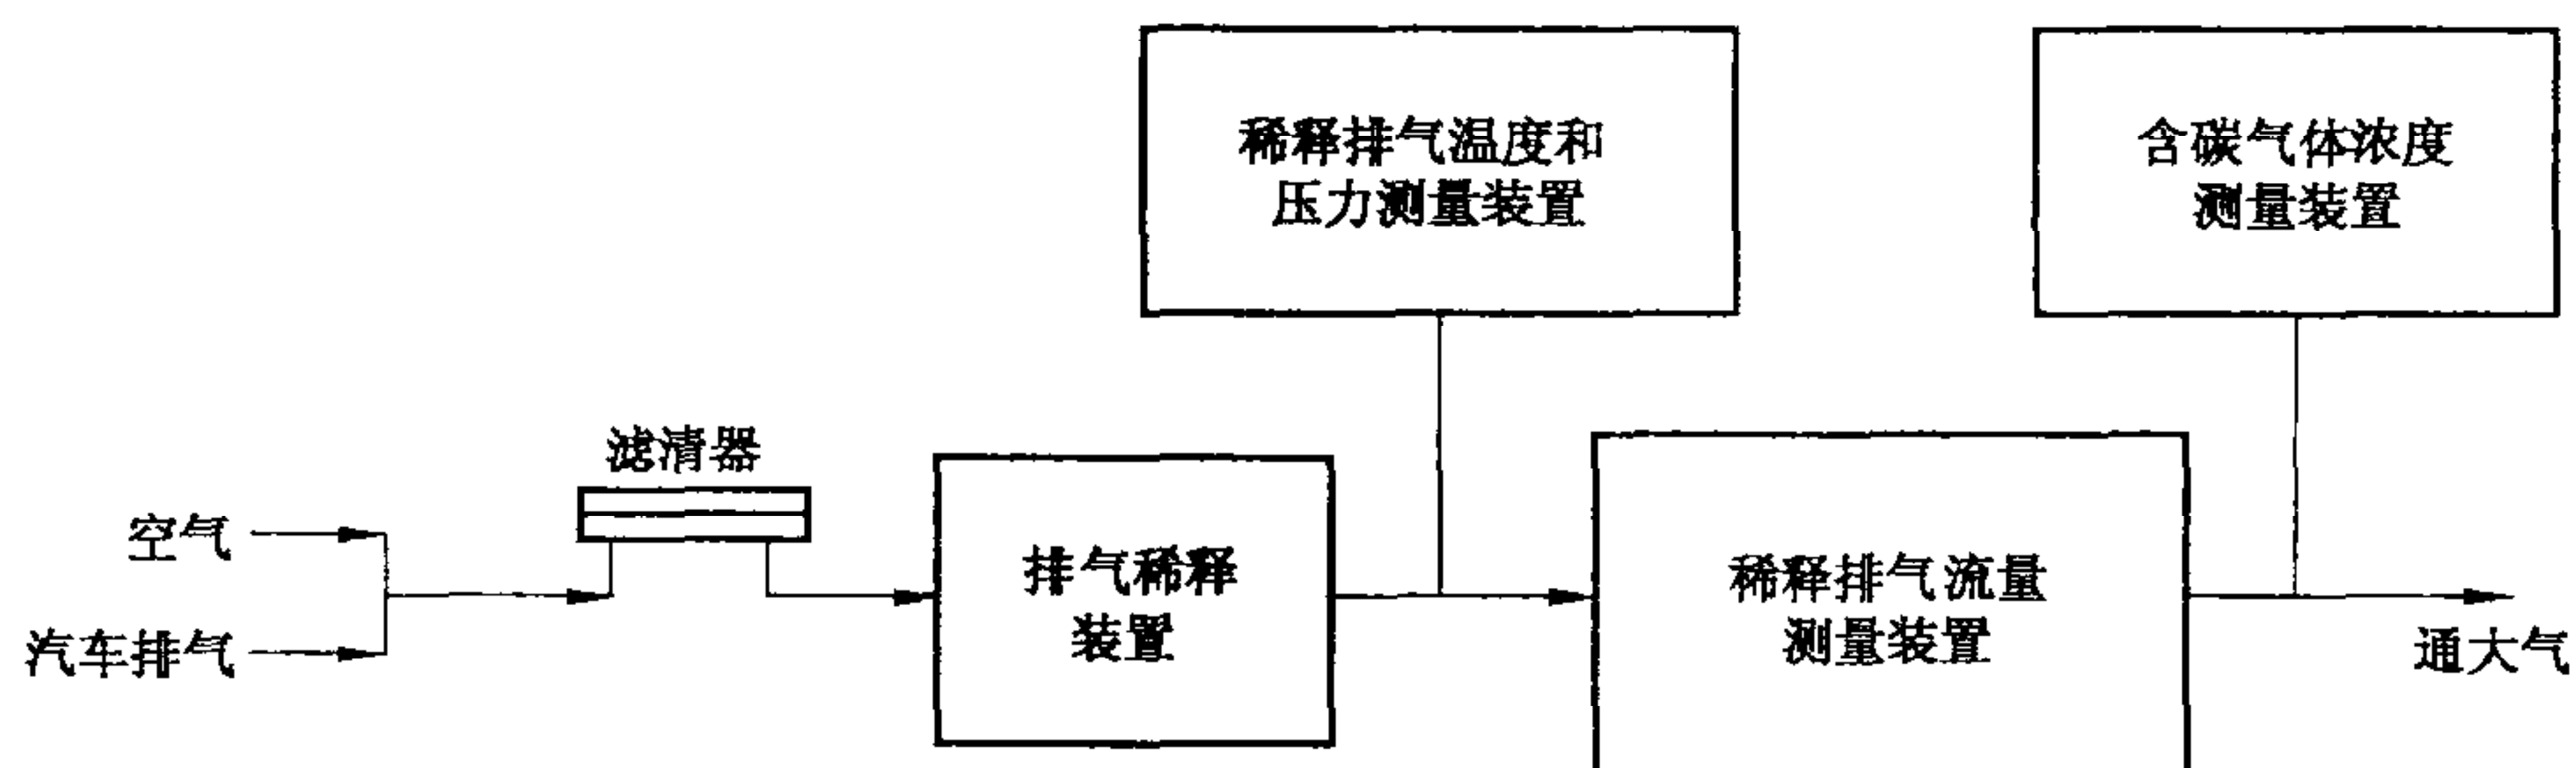 稀释排气温度和
压力测量装置
含碳气体浓度
测量装置
滤清器
空气
汽车排气
排气稀释
装置
稀释排气流量
测量装置
通大气